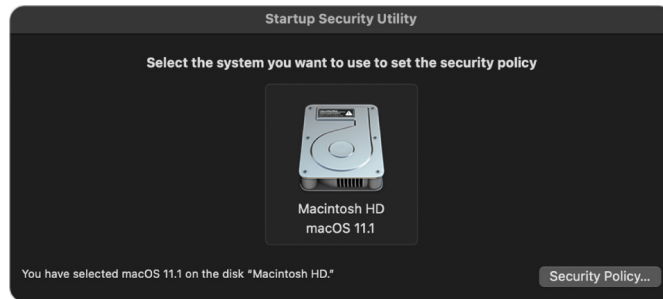 Startup Security Utility
Select the system you want to use to set the security policy
Macintosh HD
macOS 11.1
You have selected macOS 11.1 on the disk "Macintosh HD."
Security Policy...